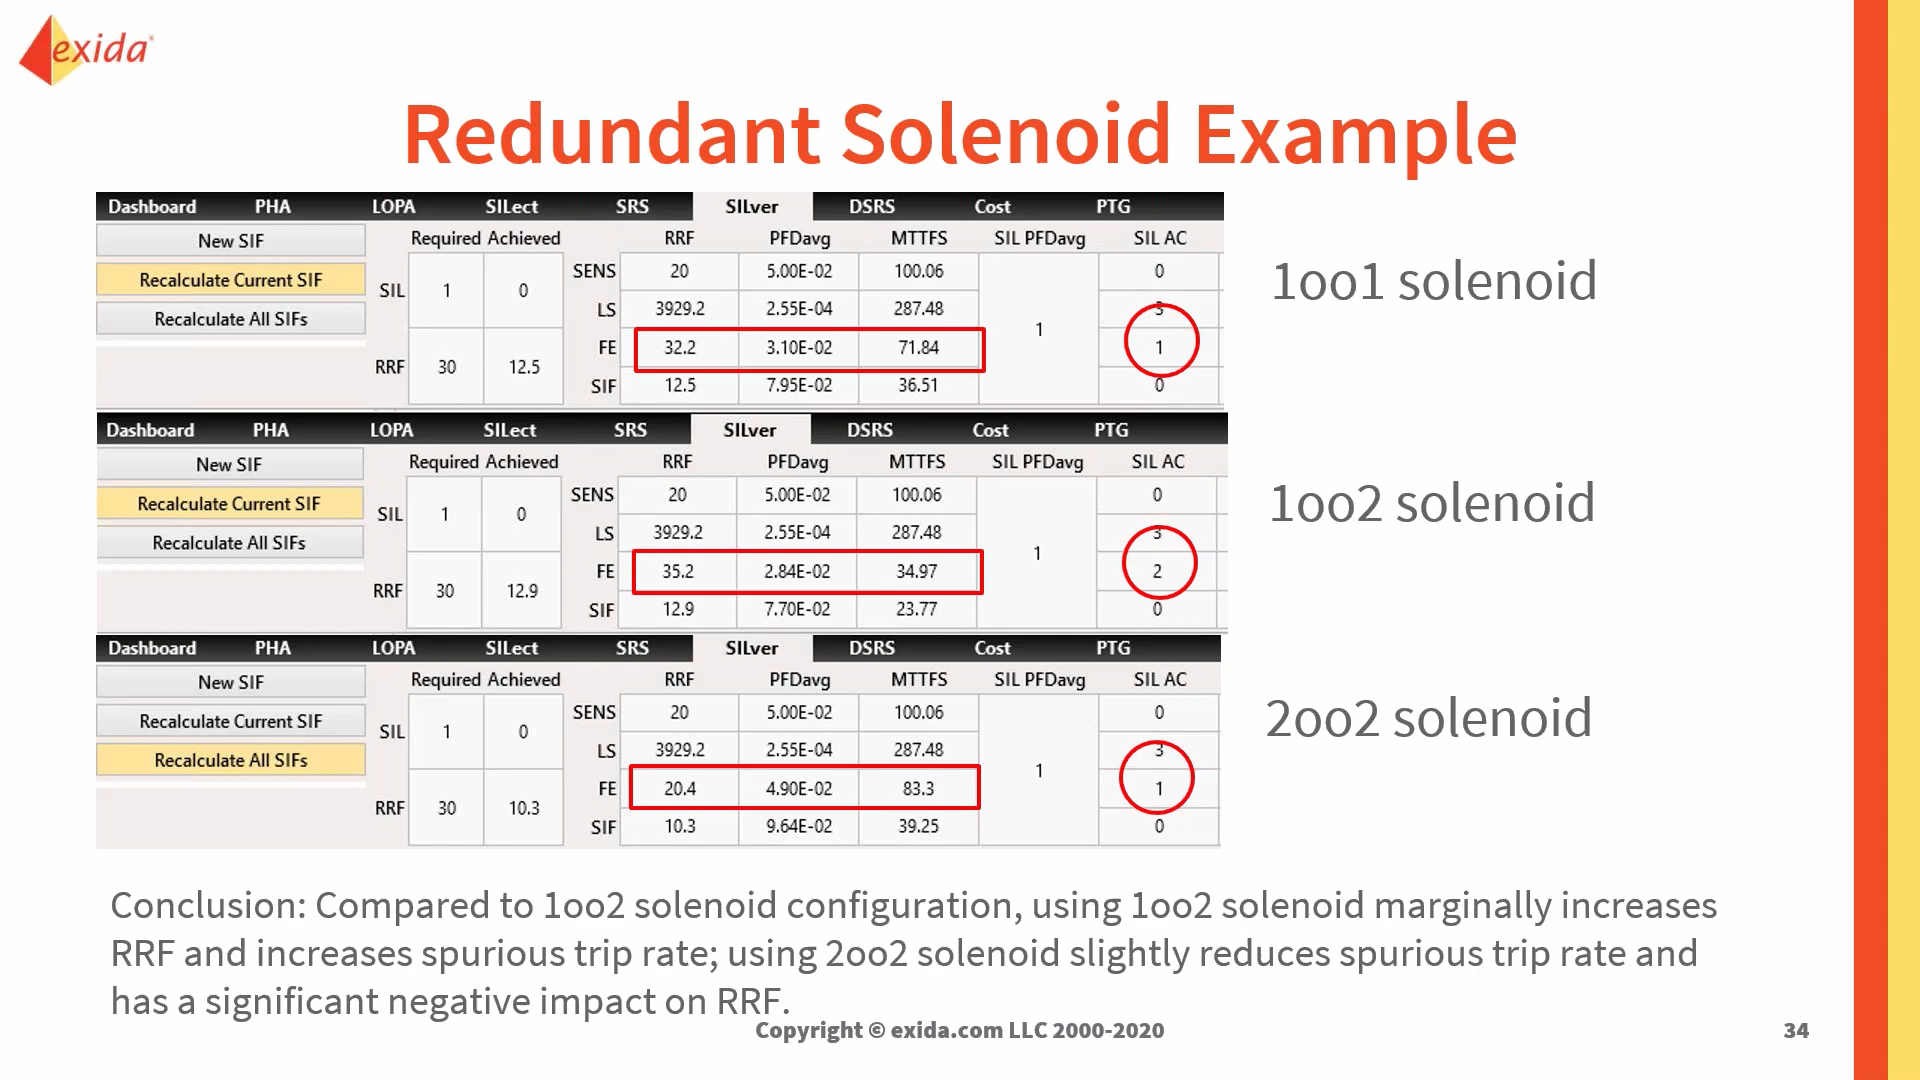 exida
Redundant Solenoid Example
Dashboard PHA LOPA SILect SRS SILver DSRS Cost PTG
New SIF Required Achieved RRF PFDavg MTTFS SIL PFDavg SIL AC
Recalculate Current SIF SIL 1 0 SENS 20 5.00E-02 100.06 0
Recalculate All SIFs LS 3929.2 2.55E-04 287.48 1 3
FE 32.2 3.10E-02 71.84 1
RRF 30 12.5 SIF 12.5 7.95E-02 36.51 0
1oo1 solenoid
Dashboard PHA LOPA SILect SRS SILver DSRS Cost PTG
New SIF Required Achieved RRF PFDavg MTTFS SIL PFDavg SIL AC
Recalculate Current SIF SIL 1 0 SENS 20 5.00E-02 100.06 0
Recalculate All SIFs LS 3929.2 2.55E-04 287.48 1 3
FE 35.2 2.84E-02 34.97 2
RRF 30 12.9 SIF 12.9 7.70E-02 23.77 0
1oo2 solenoid
Dashboard PHA LOPA SILect SRS SILver DSRS Cost PTG
New SIF Required Achieved RRF PFDavg MTTFS SIL PFDavg SIL AC
Recalculate Current SIF SIL 1 0 SENS 20 5.00E-02 100.06 0
Recalculate All SIFs LS 3929.2 2.55E-04 287.48 1 3
FE 20.4 4.90E-02 83.3 1
RRF 30 10.3 SIF 10.3 9.64E-02 39.25 0
2oo2 solenoid
Conclusion: Compared to 1oo2 solenoid configuration, using 1oo2 solenoid marginally increases
RRF and increases spurious trip rate; using 2oo2 solenoid slightly reduces spurious trip rate and
has a significant negative impact on RRF.
Copyright © exida.com LLC 2000-2020
34